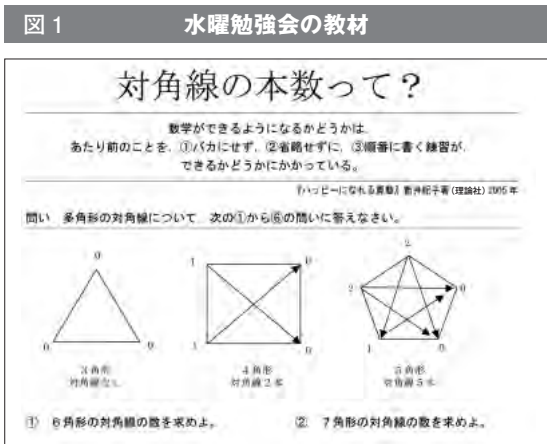 図1 水曜勉強会の教材
対角線の本数って？
数学ができるようになるかどうかは、
あたり前のことを、①バカにせず、②省略せずに、③順番に書く練習が、
できるかどうかにかかっている。
『ハッピーになれる算数』新井紀子著(理論社)2005年
問い 多角形の対角線について、次の①から⑥の問いに答えなさい。
0 1 0 2
2 0
0 0 1 0 1 0
3角形 4角形 5角形
対角線なし 対角線2本 対角線5本
① 6角形の対角線の数を求めよ。 ② 7角形の対角線の数を求めよ。